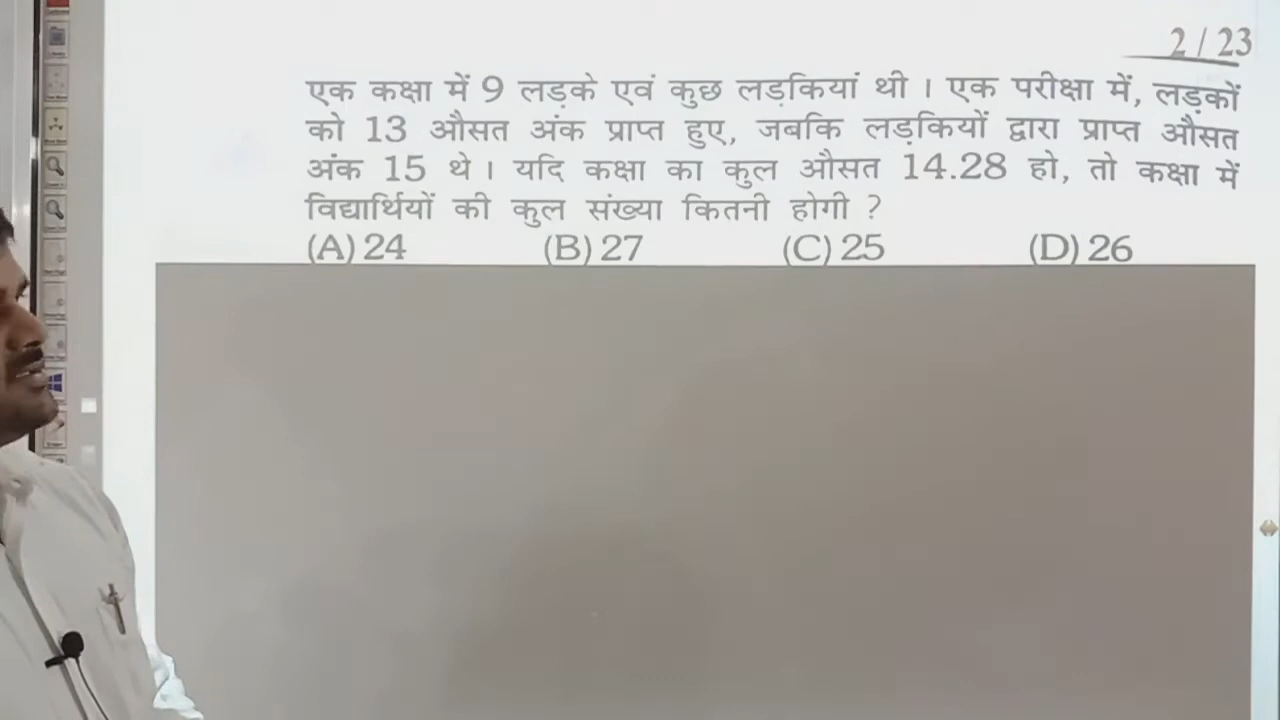 2 / 23
एक कक्षा में 9 लड़के एवं कुछ लड़कियां थी । एक परीक्षा में, लड़कों
को 13 औसत अंक प्राप्त हुए, जबकि लड़कियों द्वारा प्राप्त औसत
अंक 15 थे । यदि कक्षा का कुल औसत 14.28 हो, तो कक्षा में
विद्यार्थियों की कुल संख्या कितनी होगी ?
(A) 24 (B) 27 (C) 25 (D) 26